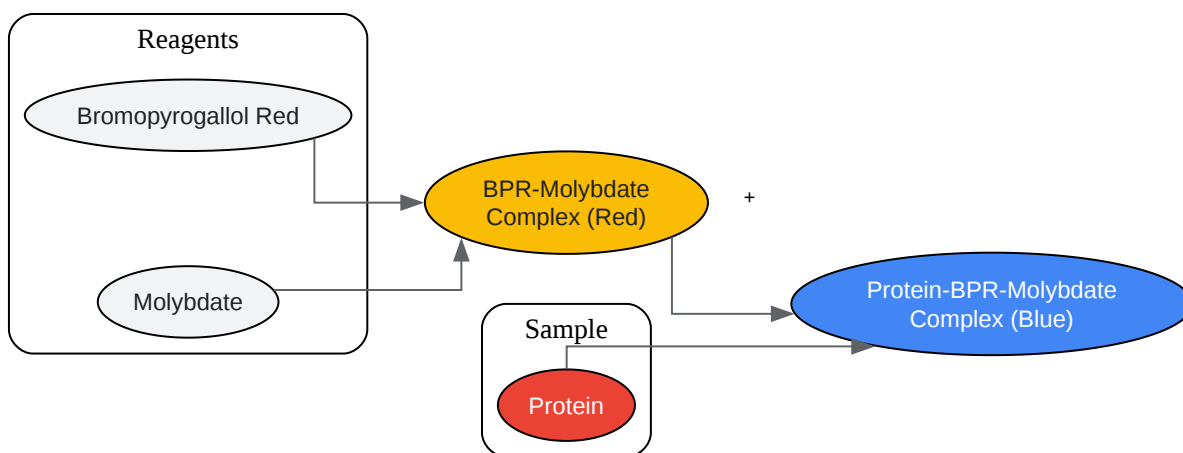 Reagents
Bromopyrogallol Red
BPR-Molybdate
Complex (Red)
+
Molybdate
Protein-BPR-Molybdate
Complex (Blue)
Sample
Protein